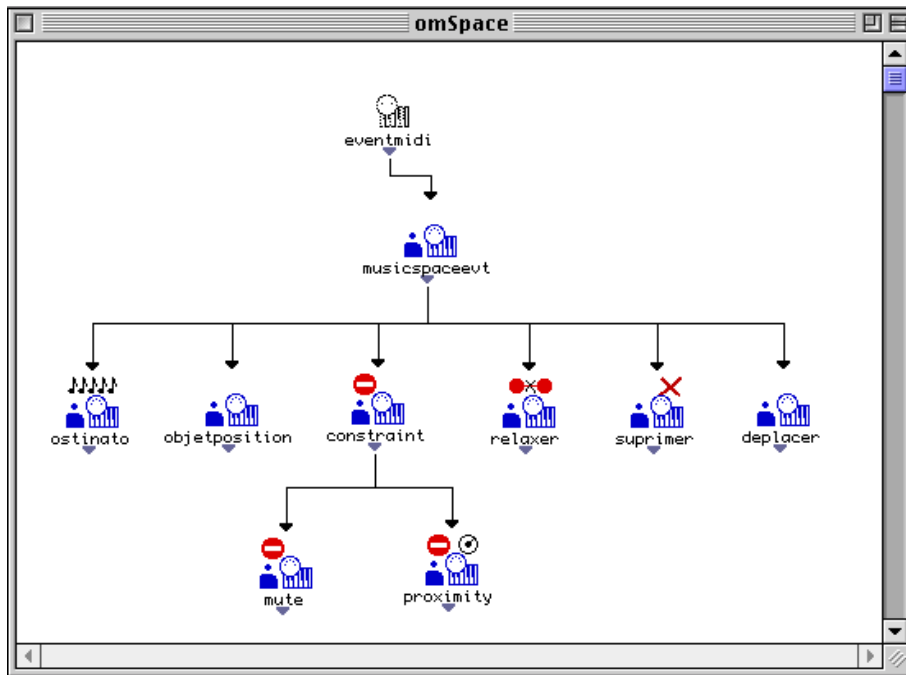 omSpace
eventmidi
musicspaceevt
ostinato
objetposition
constraint
relaxer
suprimer
deplacer
mute
proximity